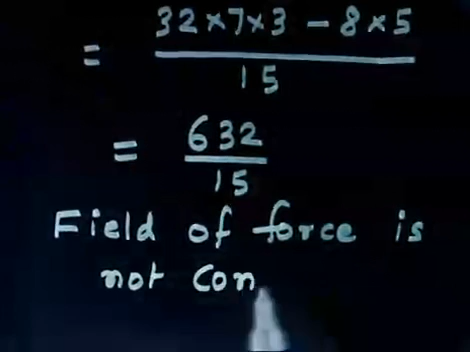 = 32×7×3 − 8×5 / 15
= 632 / 15
Field of force is
not con